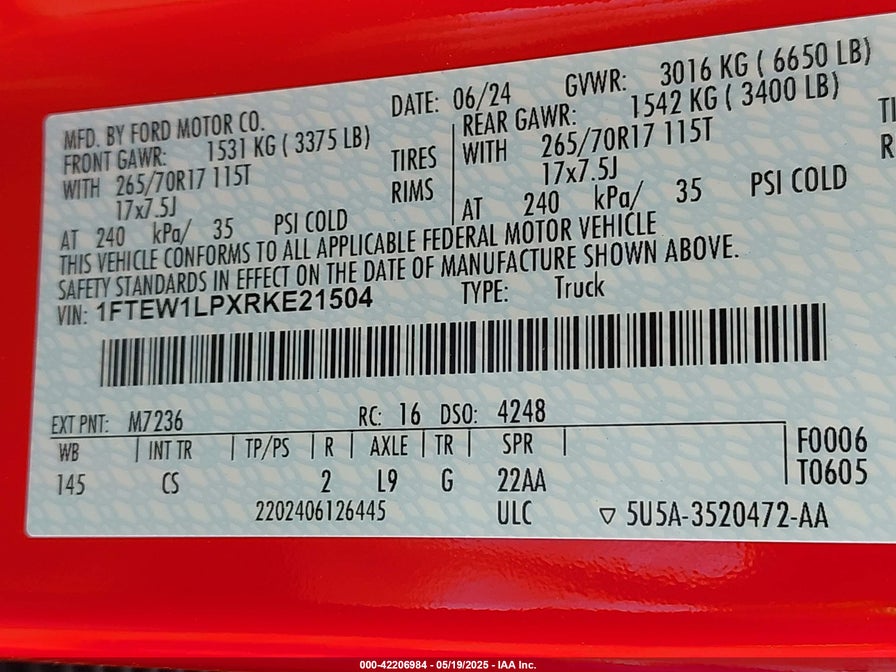 MFD. BY FORD MOTOR CO.
DATE: 06/24 GVWR: 3016 KG ( 6650 LB)
FRONT GAWR: 1531 KG ( 3375 LB) REAR GAWR: 1542 KG ( 3400 LB)
WITH 265/70R17 115T TIRES WITH 265/70R17 115T
17x7.5J RIMS 17x7.5J
AT 240 kPa/ 35 PSI COLD AT 240 kPa/ 35 PSI COLD
THIS VEHICLE CONFORMS TO ALL APPLICABLE FEDERAL MOTOR VEHICLE
SAFETY STANDARDS IN EFFECT ON THE DATE OF MANUFACTURE SHOWN ABOVE.
VIN: 1FTEW1LPXRKE21504 TYPE: Truck
EXT PNT: M7236 RC: 16 DSO: 4248
WB INT TR TP/PS R AXLE TR SPR F0006
145 CS 2 L9 G 22AA T0605
2202406126445 ULC ▽ 5U5A-3520472-AA
000-42206984 - 05/19/2025 - IAA Inc.